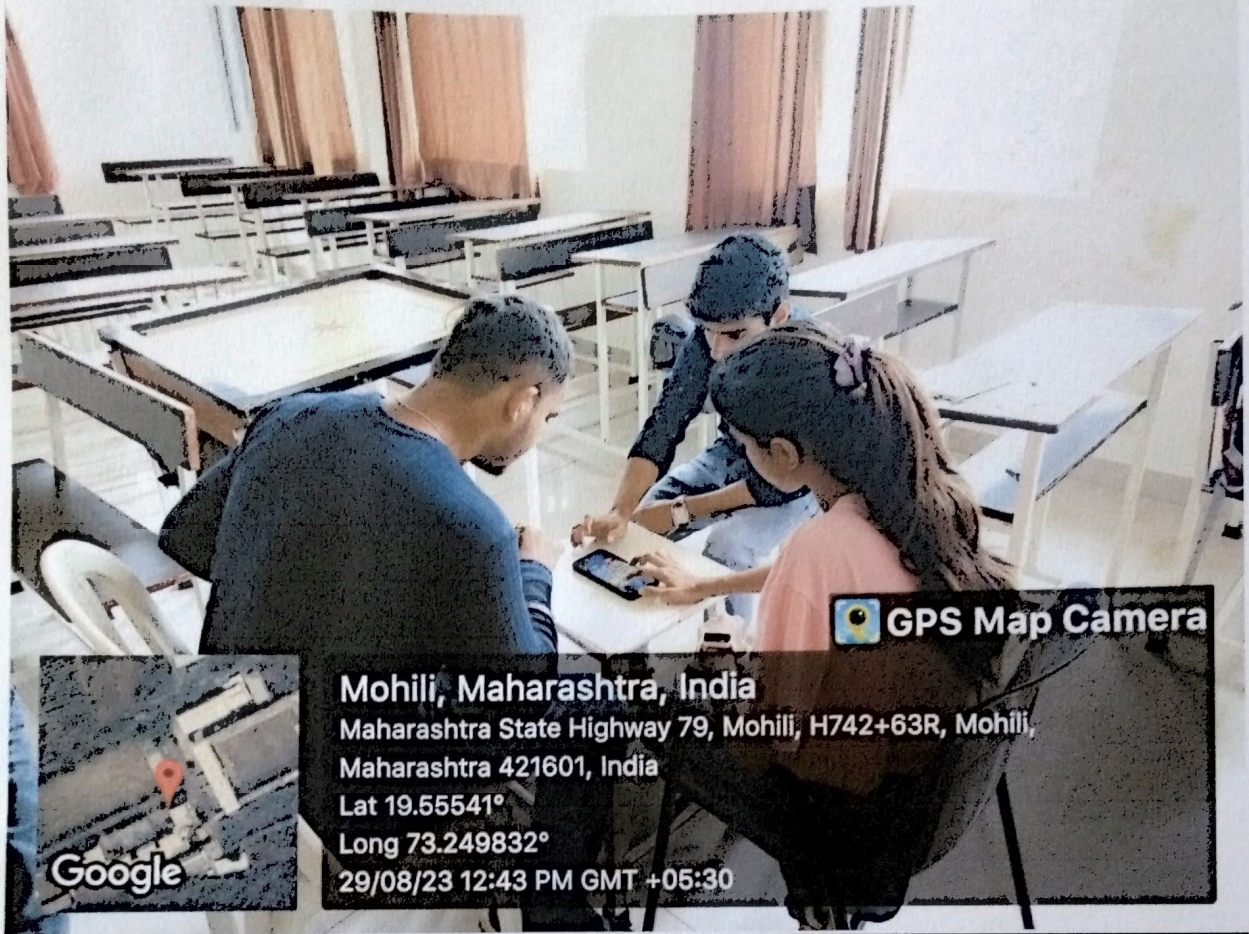 GPS Map Camera
Mohili, Maharashtra, India
Maharashtra State Highway 79, Mohili, H742+63R, Mohili,
Maharashtra 421601, India
Lat 19.55541°
Long 73.249832°
29/08/23 12:43 PM GMT +05:30
Google